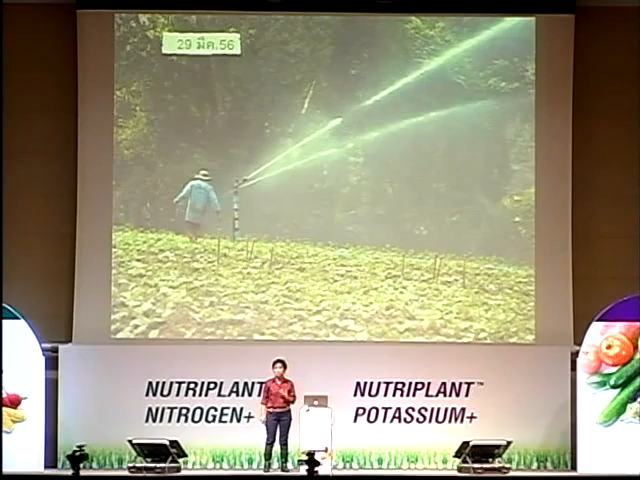 29 มีค.56
NUTRIPLANT
NITROGEN+
NUTRIPLANT™
POTASSIUM+